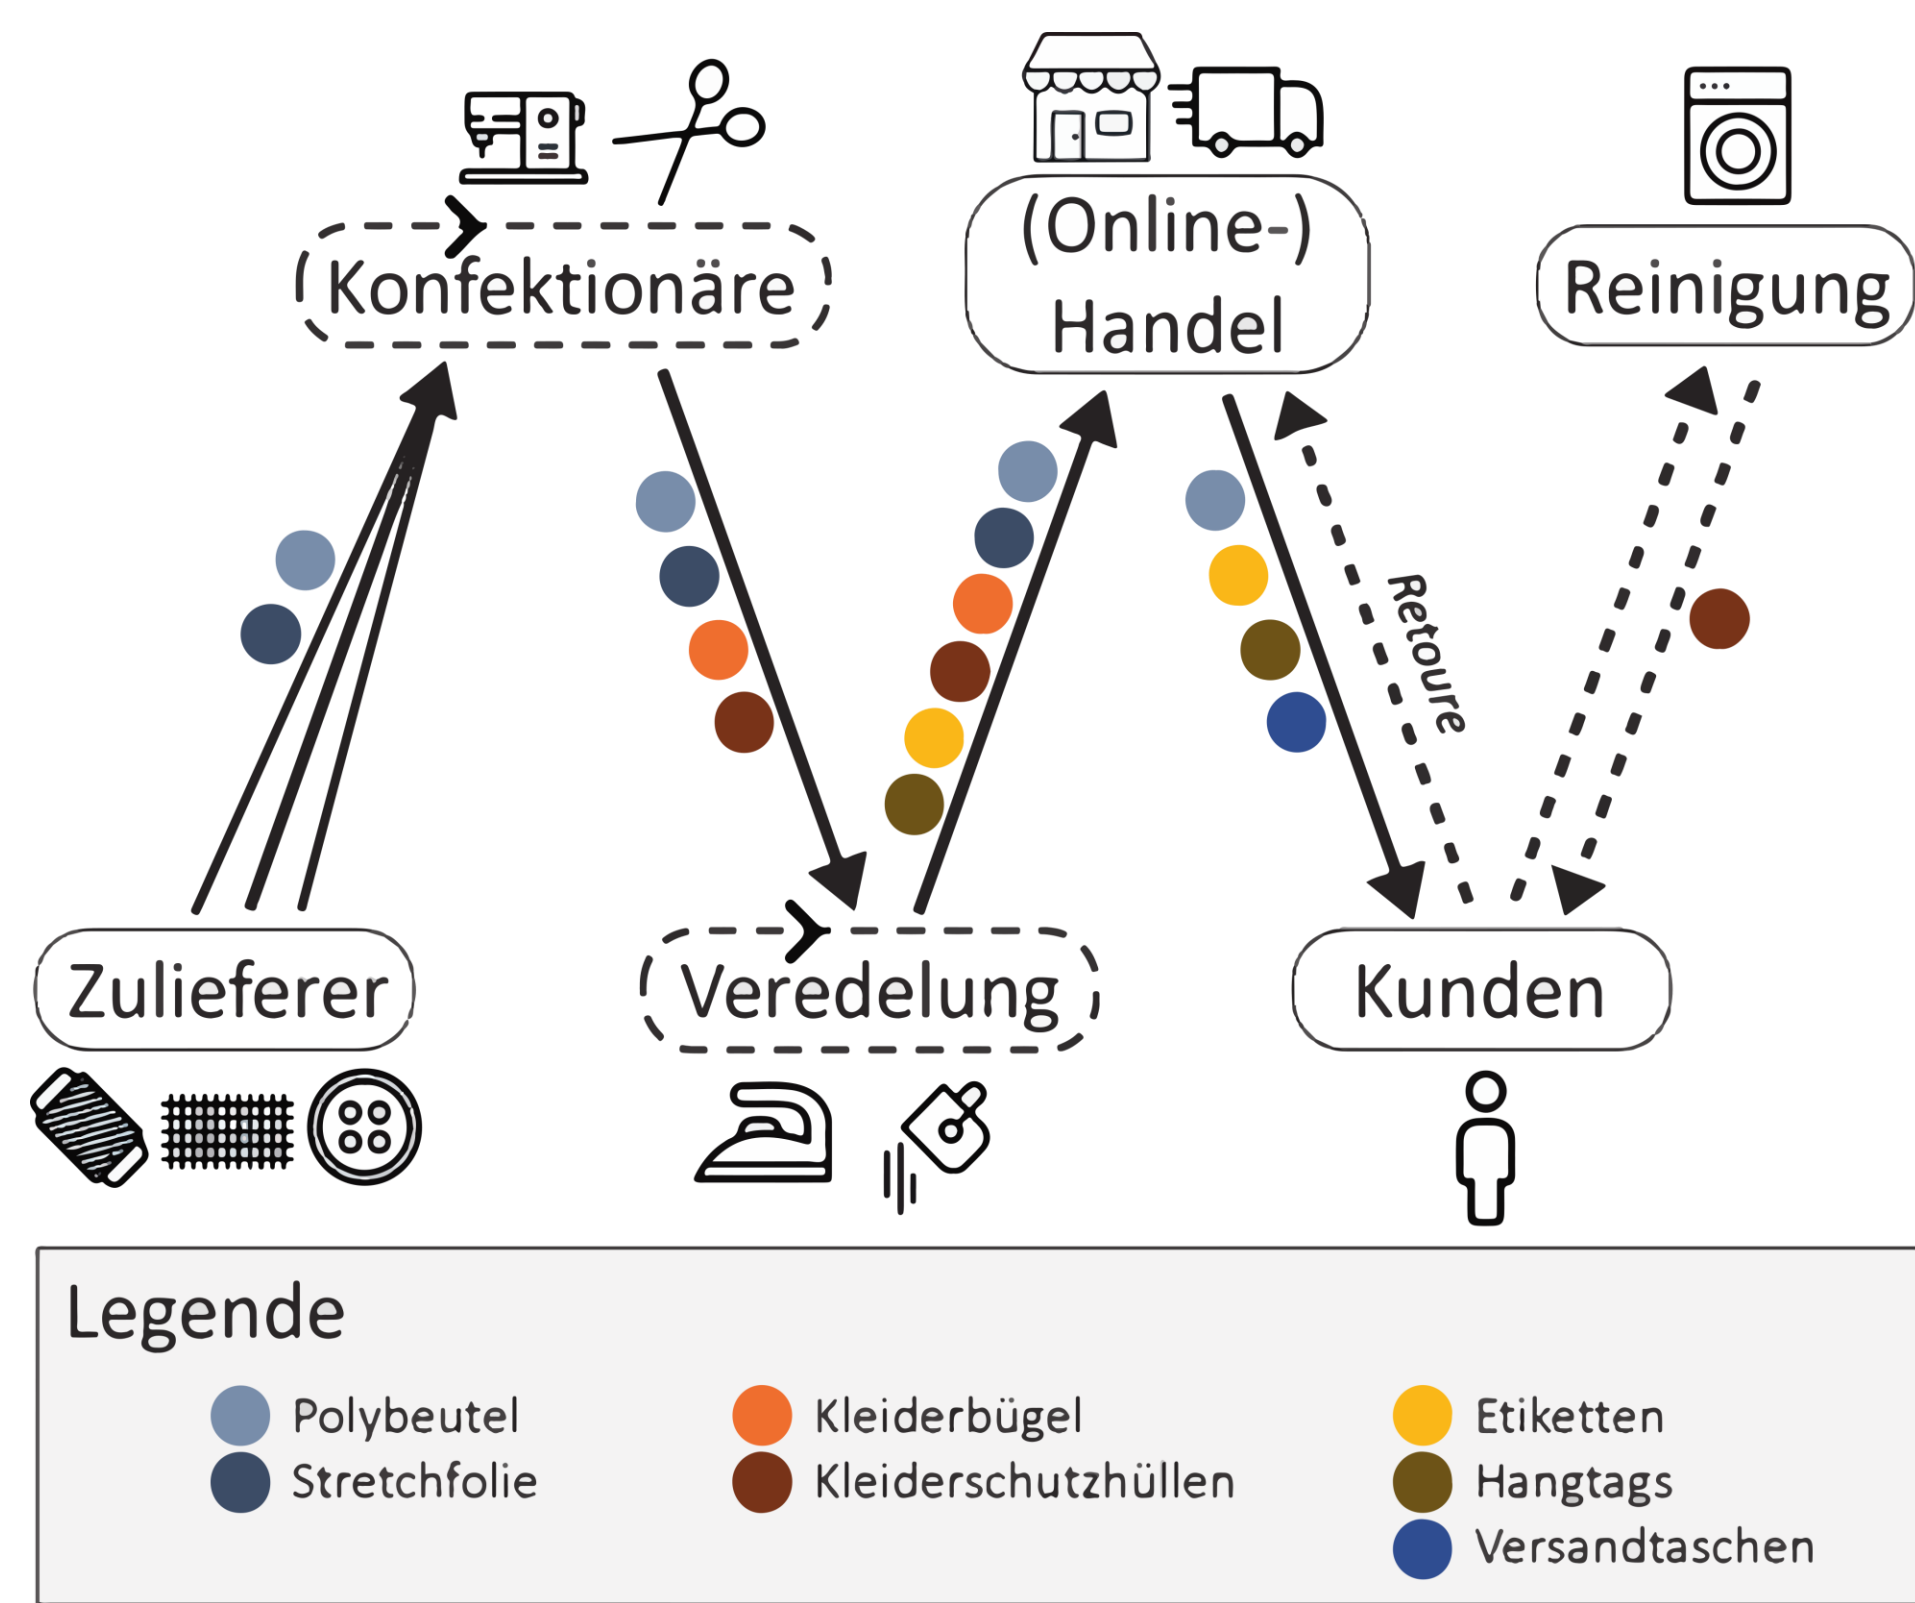 Konfektionäre
(Online-)
Handel
Reinigung
Retoure
Zulieferer
Veredelung
Kunden
Legende
Polybeutel
Stretchfolie
Kleiderbügel
Kleiderschutzhüllen
Etiketten
Hangtags
Versandtaschen